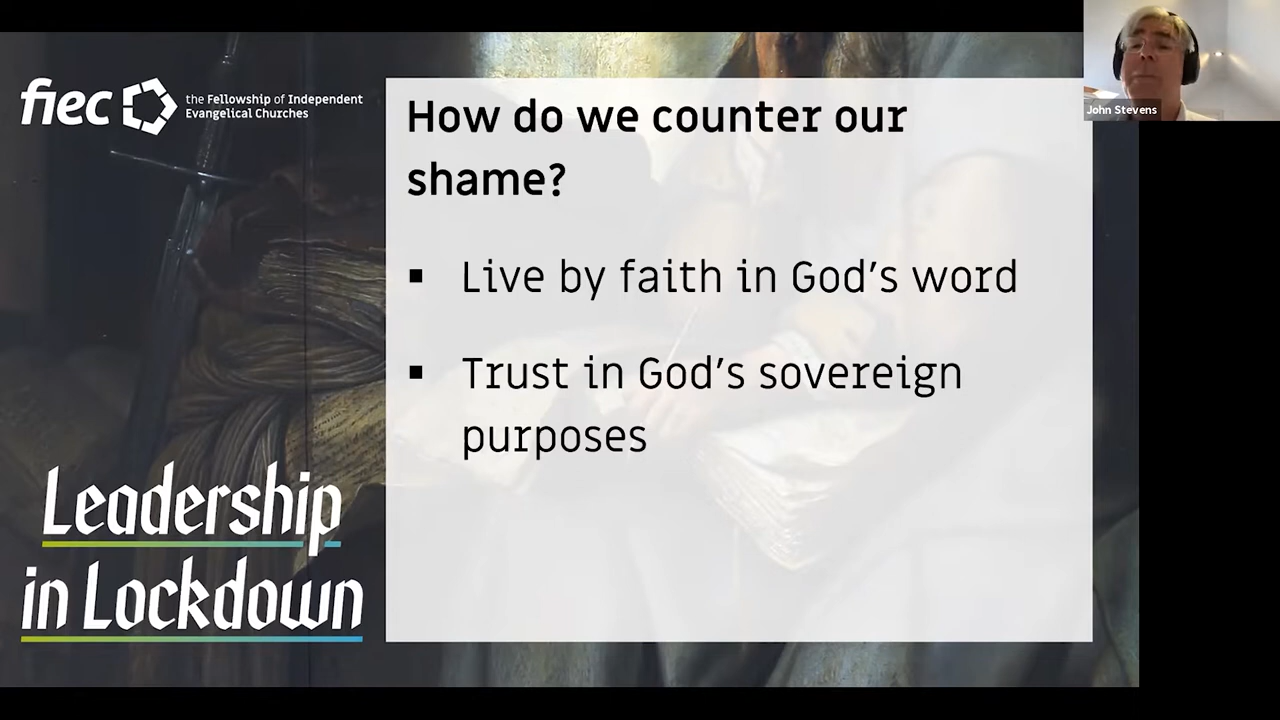 fiec
the Fellowship of Independent
Evangelical Churches
How do we counter our
shame?
▪ Live by faith in God's word
▪ Trust in God's sovereign
purposes
Leadership
in Lockdown
John Stevens